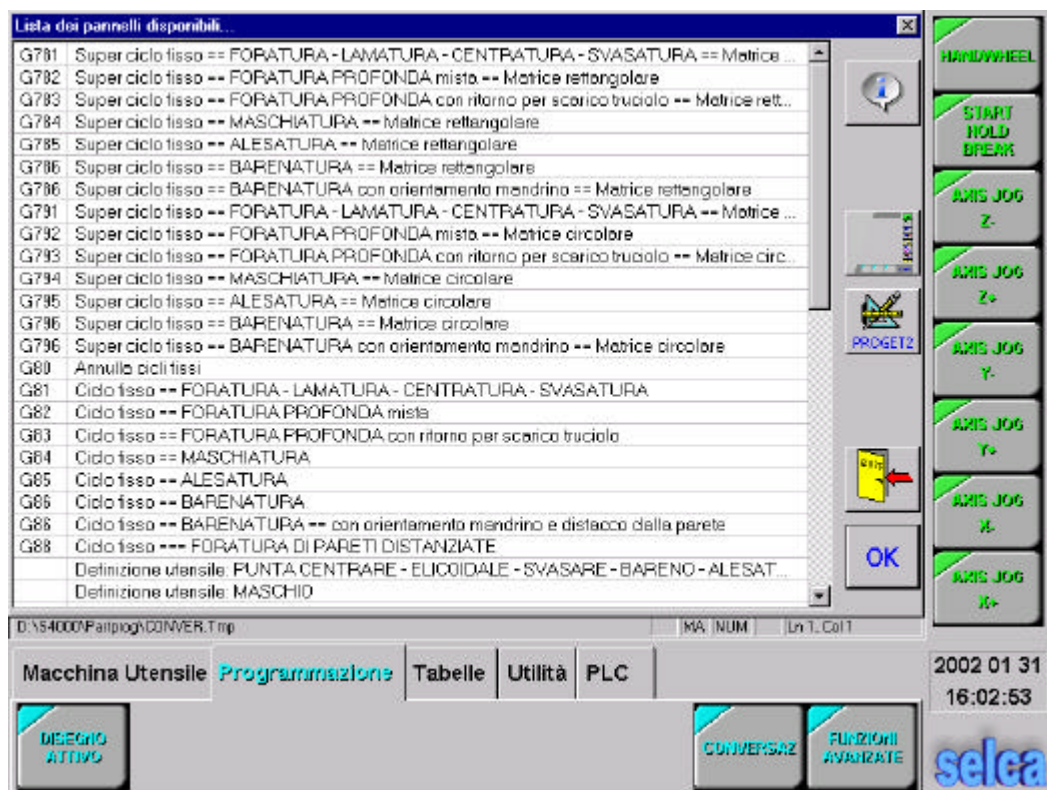 Lista dei pannelli disponibili...
G781 Super ciclo fisso == FORATURA - LAMATURA - CENTRATURA - SVASATURA == Matrice ...
G782 Super ciclo fisso == FORATURA PROFONDA mista == Matrice rettangolare
G783 Super ciclo fisso == FORATURA PROFONDA con ritorno per scarico truciolo == Matrice rett...
G784 Super ciclo fisso == MASCHIATURA == Matrice rettangolare
G785 Super ciclo fisso == ALESATURA == Matrice rettangolare
G786 Super ciclo fisso == BARENATURA == Matrice rettangolare
G786 Super ciclo fisso == BARENATURA con orientamento mandrino == Matrice rettangolare
G791 Super ciclo fisso == FORATURA - LAMATURA - CENTRATURA - SVASATURA == Matrice ...
G792 Super ciclo fisso == FORATURA PROFONDA mista == Matrice circolare
G793 Super ciclo fisso == FORATURA PROFONDA con ritorno per scarico truciolo == Matrice circ...
G794 Super ciclo fisso == MASCHIATURA == Matrice circolare
G795 Super ciclo fisso == ALESATURA == Matrice circolare
G796 Super ciclo fisso == BARENATURA == Matrice circolare
G796 Super ciclo fisso == BARENATURA con orientamento mandrino == Matrice circolare
G80 Annulla cicli fissi
G81 Ciclo fisso == FORATURA - LAMATURA - CENTRATURA - SVASATURA
G82 Ciclo fisso == FORATURA PROFONDA mista
G83 Ciclo fisso == FORATURA PROFONDA con ritorno per scarico truciolo
G84 Ciclo fisso == MASCHIATURA
G85 Ciclo fisso == ALESATURA
G86 Ciclo fisso == BARENATURA
G86 Ciclo fisso == BARENATURA == con orientamento mandrino e distacco dalla parete
G88 Ciclo fisso === FORATURA DI PARETI DISTANZIATE
Definizione utensile: PUNTA CENTRARE - ELICOIDALE - SVASARE - BARENO - ALESAT...
Definizione utensile: MASCHIO
PROGET2
OK
HANDWHEEL
START
HOLD
BREAK
AXIS JOG
Z-
AXIS JOG
Z+
AXIS JOG
Y-
AXIS JOG
Y+
AXIS JOG
X-
AXIS JOG
X+
D:\S4000\Partprog\CONVER.Tmp MA NUM Ln 1, Col 1
Macchina Utensile Programmazione Tabelle Utilità PLC
2002 01 31
16:02:53
DISEGNO
ATTIVO
CONVERSAZ
FUNZIONI
AVANZATE
selca